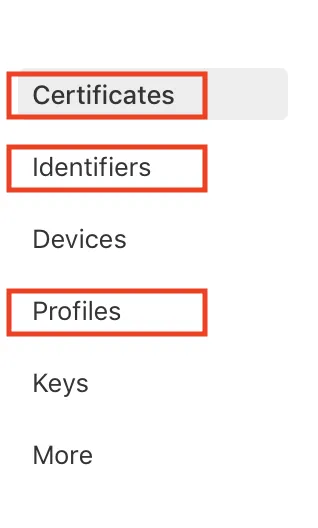 Certificates
Identifiers
Devices
Profiles
Keys
More